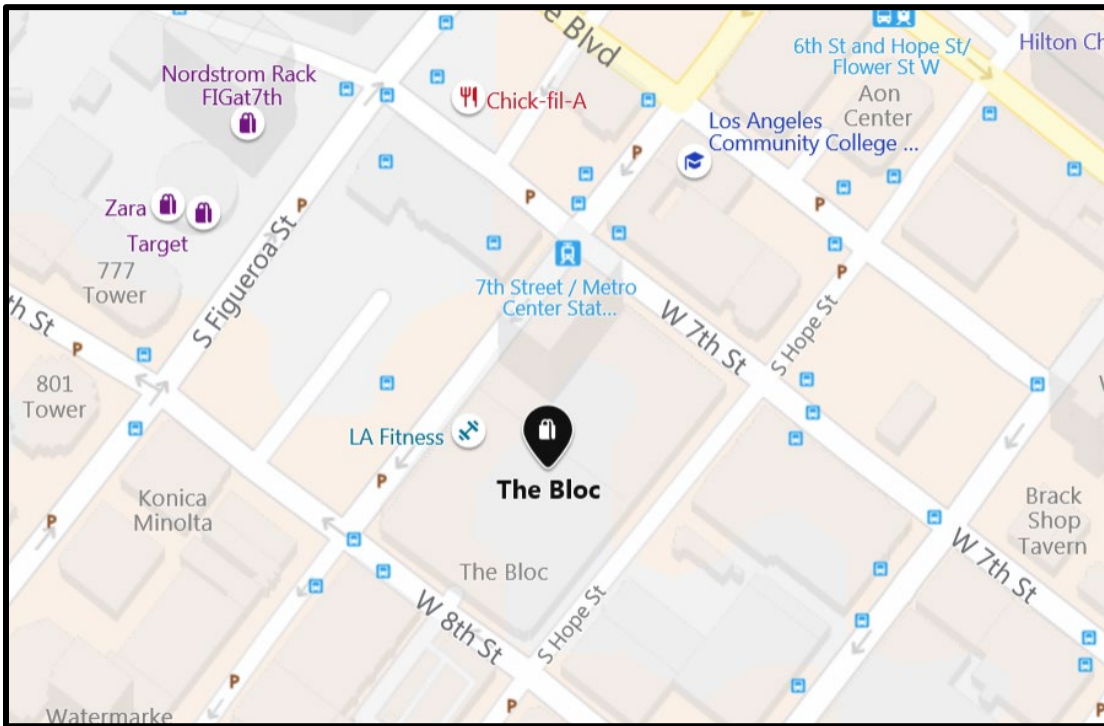 e Blvd
6th St and Hope St/
Flower St W
Hilton Ch
Nordstrom Rack
FIGat7th
Chick-fil-A
Aon
Center
Los Angeles
Community College ...
Zara
Target
777
Tower
S Figueroa St
7th Street / Metro
Center Stat...
th St
W 7th St
S Hope St
801
Tower
LA Fitness
The Bloc
Konica
Minolta
Brack
Shop
Tavern
W 7th St
The Bloc
W 8th St
S Hope St
Watermarke
P
P
P
P
P
P
P
P
P
P
P